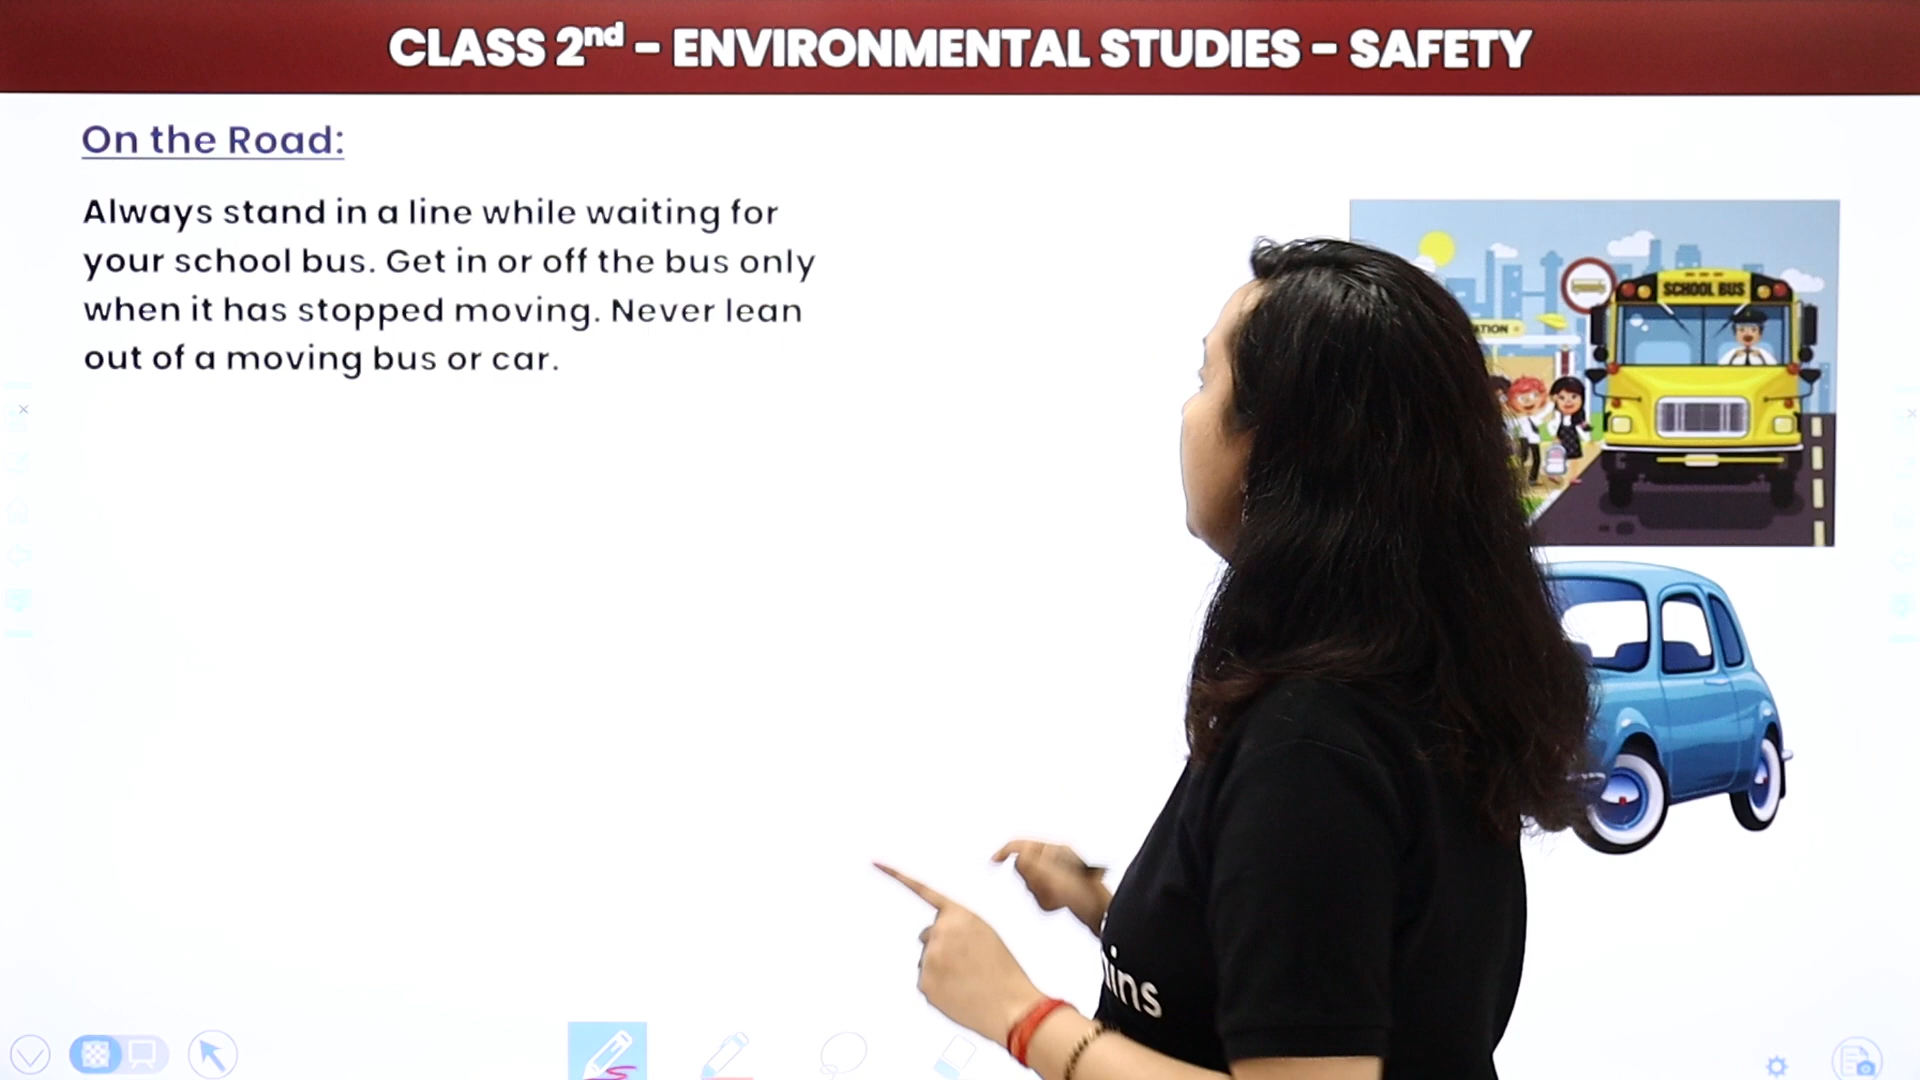 CLASS 2nd – ENVIRONMENTAL STUDIES – SAFETY
On the Road:
Always stand in a line while waiting for
your school bus. Get in or off the bus only
when it has stopped moving. Never lean
out of a moving bus or car.
SCHOOL BUS